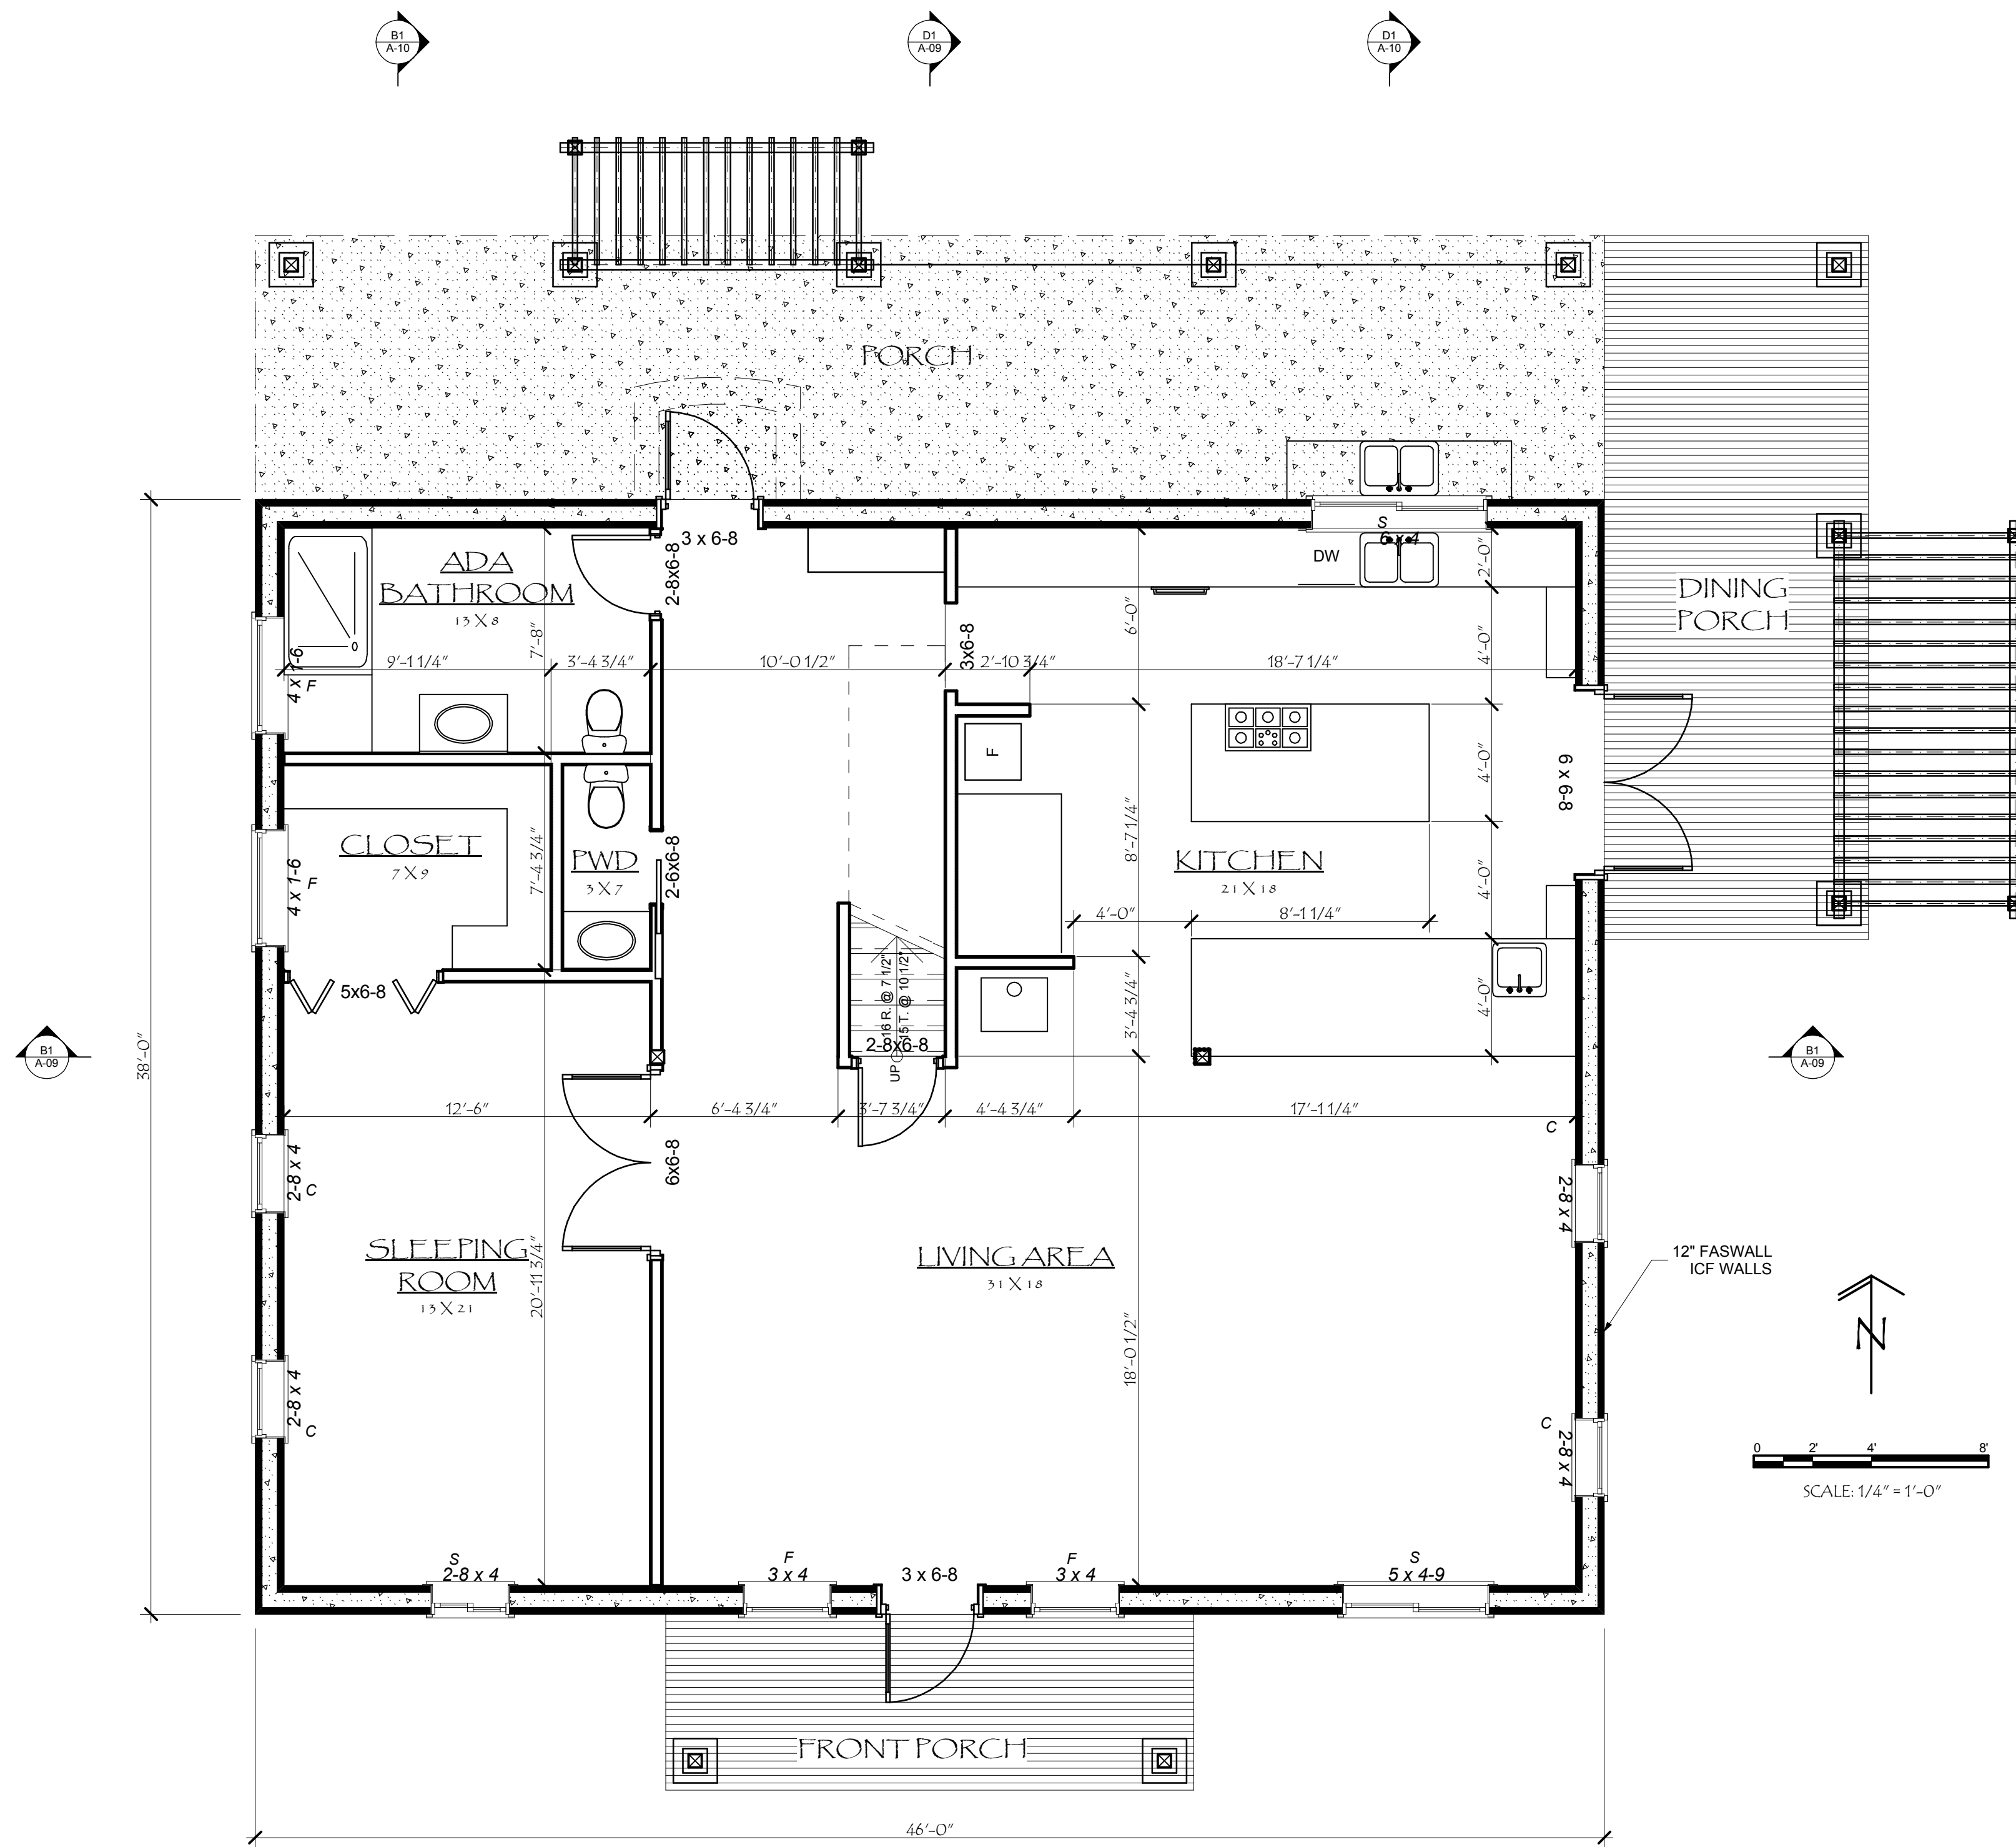 B1
A-10
D1
A-09
D1
A-10
PORCH
3 x 6-8
S
6 x 4
DW
2'-0"
ADA
BATHROOM
13 X 8
2-8x6-8
7'-8"
6'-0"
4'-0"
DINING
PORCH
4 x 1-6
F
9'-1 1/4"
3'-4 3/4"
10'-0 1/2"
3x6-8
2'-10 3/4"
18'-7 1/4"
F
4'-0"
6 x 6-8
CLOSET
7 X 9
4 x 1-6
F
7'-4 3/4"
PWD
3 X 7
2-6x6-8
8'-7 1/4"
KITCHEN
21 X 18
4'-0"
4'-0"
8'-1 1/4"
5x6-8
16 R. @ 7 1/2"
15 T. @ 10 1/2"
3'-4 3/4"
4'-0"
2-8x6-8
UP
B1
A-09
38'-0"
B1
A-09
12'-6"
6'-4 3/4"
3'-7 3/4"
4'-4 3/4"
17'-1 1/4"
C
2-8 x 4
C
6x6-8
2-8 x 4
SLEEPING
ROOM
13 X 21
20'-11 3/4"
LIVING AREA
31 X 18
18'-0 1/2"
12" FASWALL
ICF WALLS
N
2-8 x 4
C
C
2-8 x 4
0 2' 4' 8'
SCALE: 1/4" = 1'-0"
S
2-8 x 4
F
3 x 4
3 x 6-8
F
3 x 4
S
5 x 4-9
FRONT PORCH
46'-0"